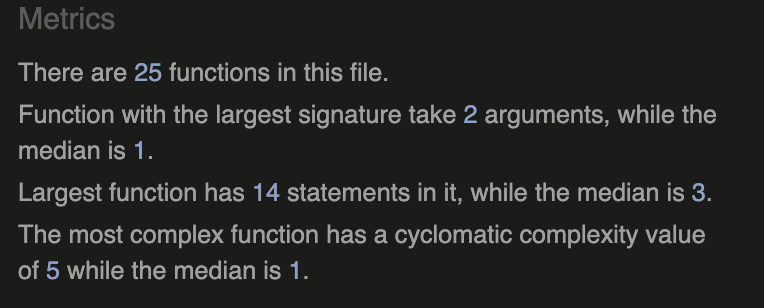 Metrics
There are 25 functions in this file.
Function with the largest signature take 2 arguments, while the
median is 1.
Largest function has 14 statements in it, while the median is 3.
The most complex function has a cyclomatic complexity value
of 5 while the median is 1.